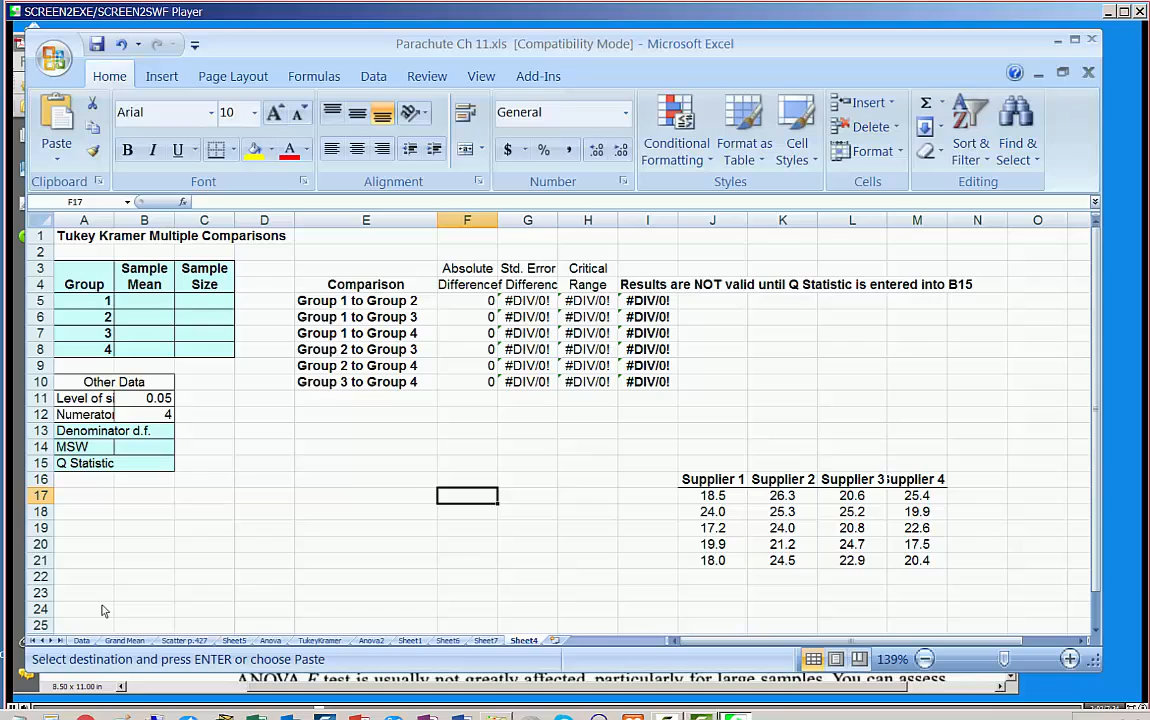 SCREEN2EXE/SCREEN2SWF Player
Parachute Ch 11.xls [Compatibility Mode] - Microsoft Excel
Home Insert Page Layout Formulas Data Review View Add-Ins
Arial 10 General Insert Σ
Paste Conditional Format as Cell Delete Sort & Find &
B I U $ % , Formatting Table Styles Format Filter Select
Clipboard Font Alignment Number Styles Cells Editing
F17 fx
A B C D E F G H I J K L M N O
1 Tukey Kramer Multiple Comparisons
2
3 Sample Sample Absolute Std. Error Critical
4 Group Mean Size Comparison Difference f Differenc Range Results are NOT valid until Q Statistic is entered into B15
5 1 Group 1 to Group 2 0 #DIV/0! #DIV/0! #DIV/0!
6 2 Group 1 to Group 3 0 #DIV/0! #DIV/0! #DIV/0!
7 3 Group 1 to Group 4 0 #DIV/0! #DIV/0! #DIV/0!
8 4 Group 2 to Group 3 0 #DIV/0! #DIV/0! #DIV/0!
9 Group 2 to Group 4 0 #DIV/0! #DIV/0! #DIV/0!
10 Other Data Group 3 to Group 4 0 #DIV/0! #DIV/0! #DIV/0!
11 Level of si 0.05
12 Numerator 4
13 Denominator d.f.
14 MSW
15 Q Statistic
16 Supplier 1 Supplier 2 Supplier 3 Supplier 4
17 18.5 26.3 20.6 25.4
18 24.0 25.3 25.2 19.9
19 17.2 24.0 20.8 22.6
20 19.9 21.2 24.7 17.5
21 18.0 24.5 22.9 20.4
22
23
24
25
Data Grand Mean Scatter p.427 Sheet5 Anova TukeyKramer Anova2 Sheet1 Sheet6 Sheet7 Sheet4
Select destination and press ENTER or choose Paste 139%
ANOVA F test is usually not greatly affected, particularly for large samples. You can assess
8.50 x 11.00 in